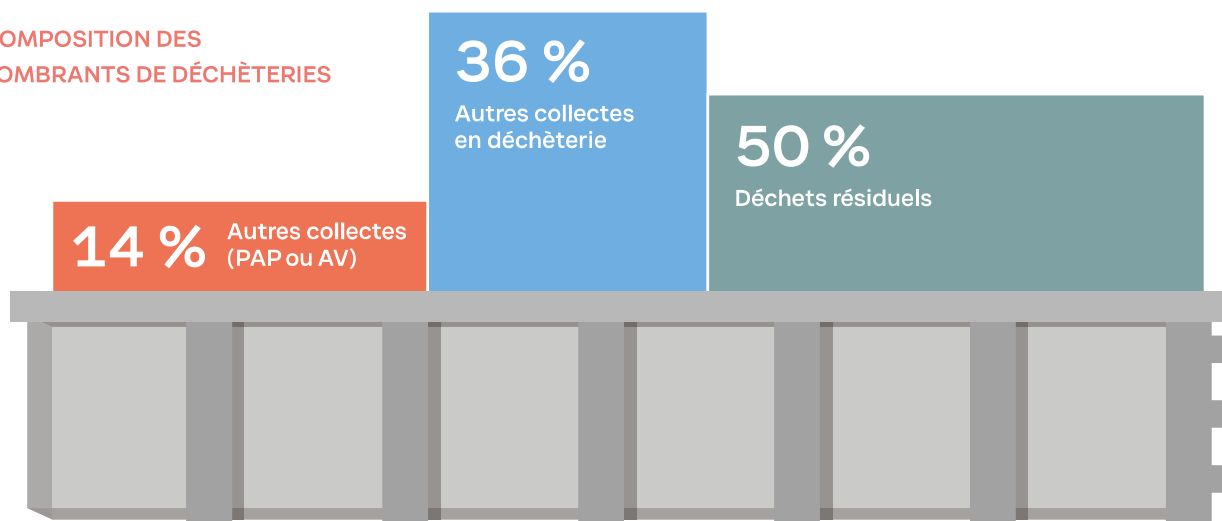 OMPOSITION DES
OMBRANTS DE DÉCHÈTERIES
36 %
Autres collectes
en déchèterie
50 %
Déchets résiduels
14 %
Autres collectes
(PAP ou AV)